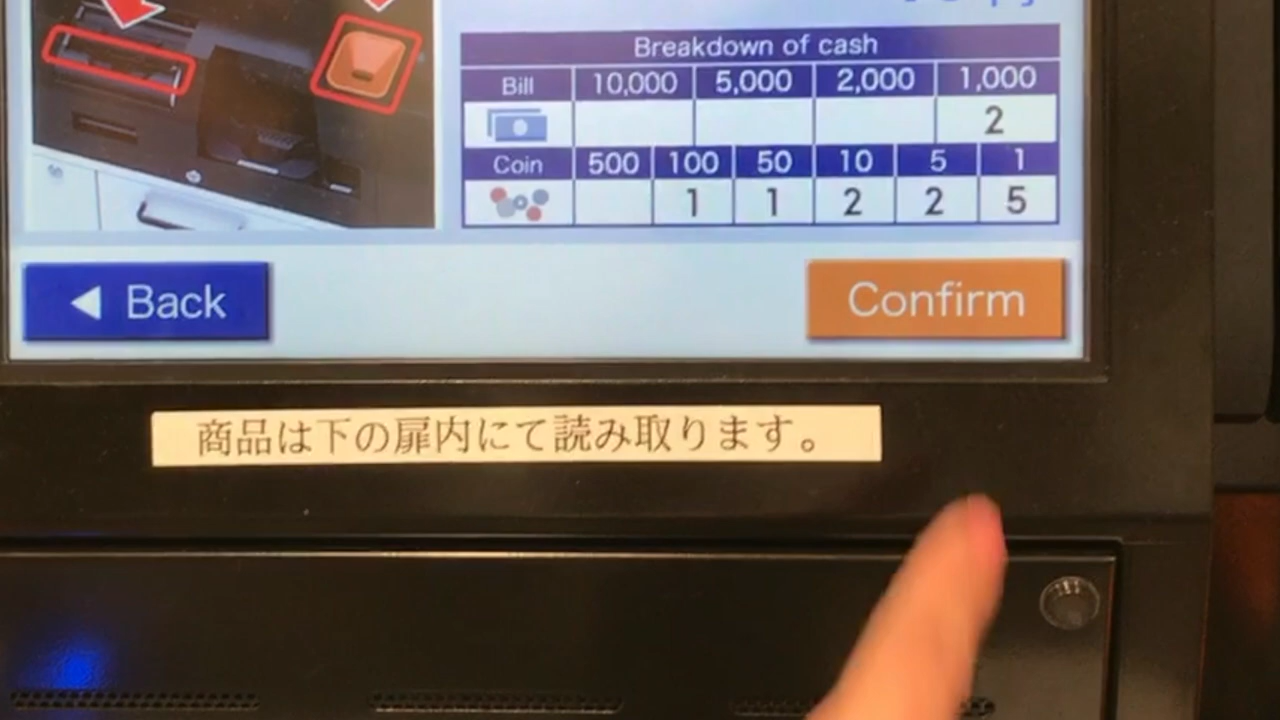 Breakdown of cash
Bill 10,000 5,000 2,000 1,000
2
Coin 500 100 50 10 5 1
1 1 2 2 5
Back Confirm
商品は下の扉内にて読み取ります。